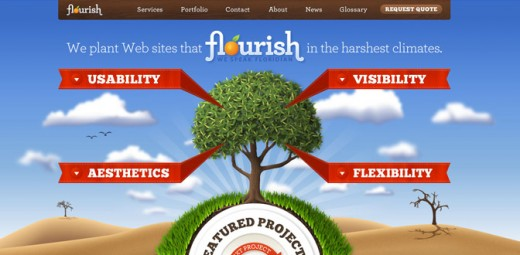 flourish Services Portfolio Contact About News Glossary REQUEST QUOTE
We plant Web sites that flourish in the harshest climates.
WE SPEAK FLORIDIAN
USABILITY VISIBILITY
AESTHETICS FLEXIBILITY
FEATURED PROJECT
PROJECT